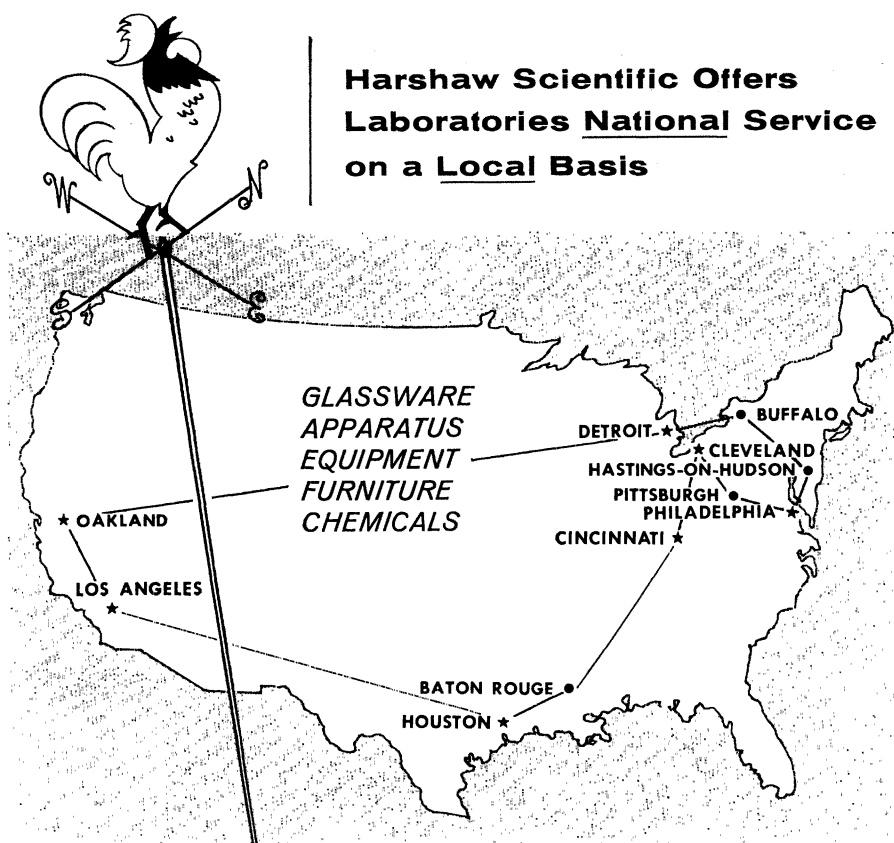 Harshaw Scientific Offers
Laboratories National Service
on a Local Basis
W
N
S
E
GLASSWARE
APPARATUS
EQUIPMENT
FURNITURE
CHEMICALS
DETROIT
BUFFALO
CLEVELAND
HASTINGS-ON-HUDSON
PITTSBURGH
PHILADELPHIA
CINCINNATI
OAKLAND
LOS ANGELES
BATON ROUGE
HOUSTON